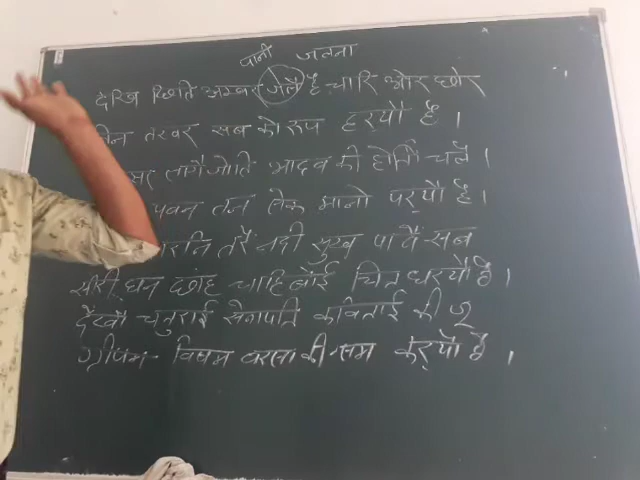 पानी जलना
देखि छिति अम्बर जलै है चारि ओर छोर
तिन तरवर सब को रूप हर्‌यौ है ।
लागै जोति भादव की होति चलै ।
पवन तन सेक मानो पर्‌यौ है ।
तरै नदी सुख पावै सब
सीरी घन छांह चाहि बोई चित धर्‌यौ है ।
देखौ चतुराई सेनापति कविताई की जू
ग्रीषम विषम बरसा की सम कर्‌यौ है ।